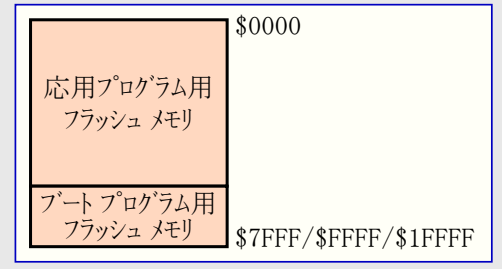 $0000
応用プログラム用
フラッシュ メモリ
ブート プログラム用
フラッシュ メモリ
$7FFF/$FFFF/$1FFFF